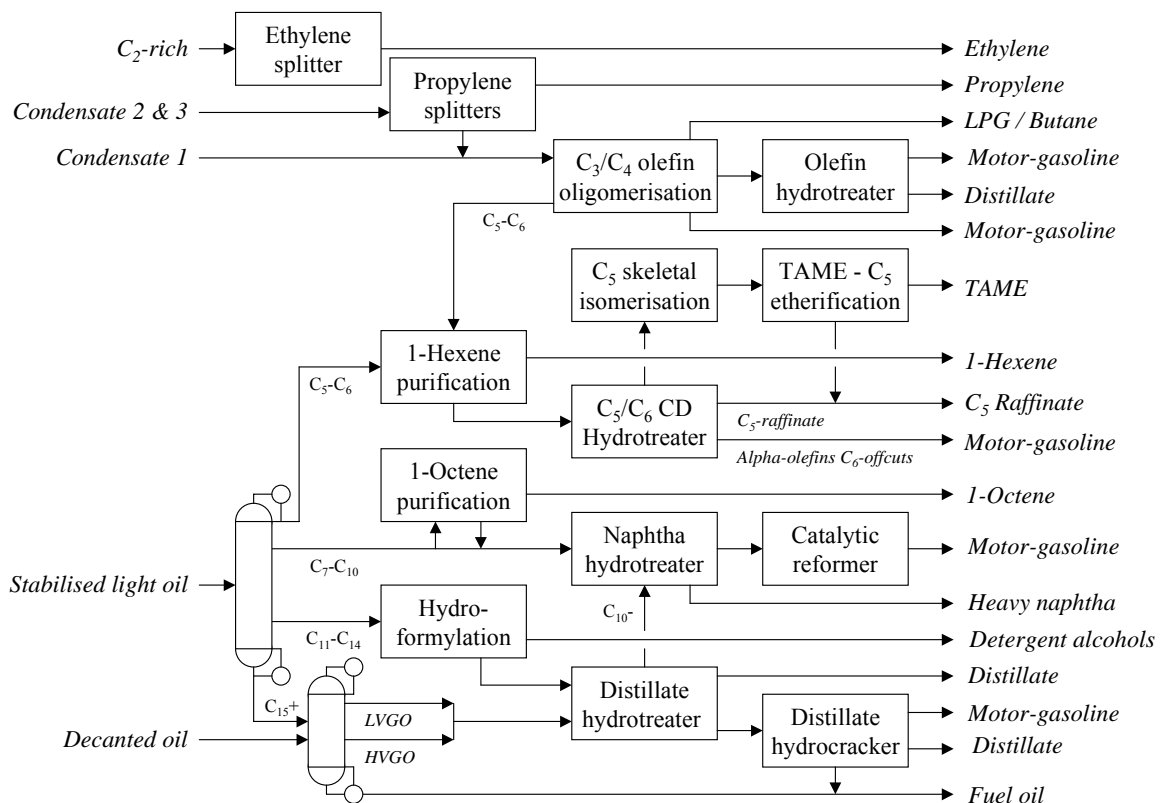 C2-rich
Ethylene
splitter
Ethylene
Propylene
splitters
Propylene
Condensate 2 & 3
LPG / Butane
Condensate 1
C3/C4 olefin
oligomerisation
Olefin
hydrotreater
Motor-gasoline
Distillate
Motor-gasoline
C5-C6
C5 skeletal
isomerisation
TAME - C5
etherification
TAME
1-Hexene
purification
1-Hexene
C5-C6
C5/C6 CD
Hydrotreater
C5-raffinate
C5 Raffinate
Motor-gasoline
Alpha-olefins C6-offcuts
1-Octene
purification
1-Octene
Naphtha
hydrotreater
Catalytic
reformer
Motor-gasoline
C7-C10
Stabilised light oil
Heavy naphtha
C10-
Hydro-
formylation
C11-C14
Detergent alcohols
Distillate
hydrotreater
Distillate
C15+
LVGO
HVGO
Decanted oil
Distillate
hydrocracker
Motor-gasoline
Distillate
Fuel oil